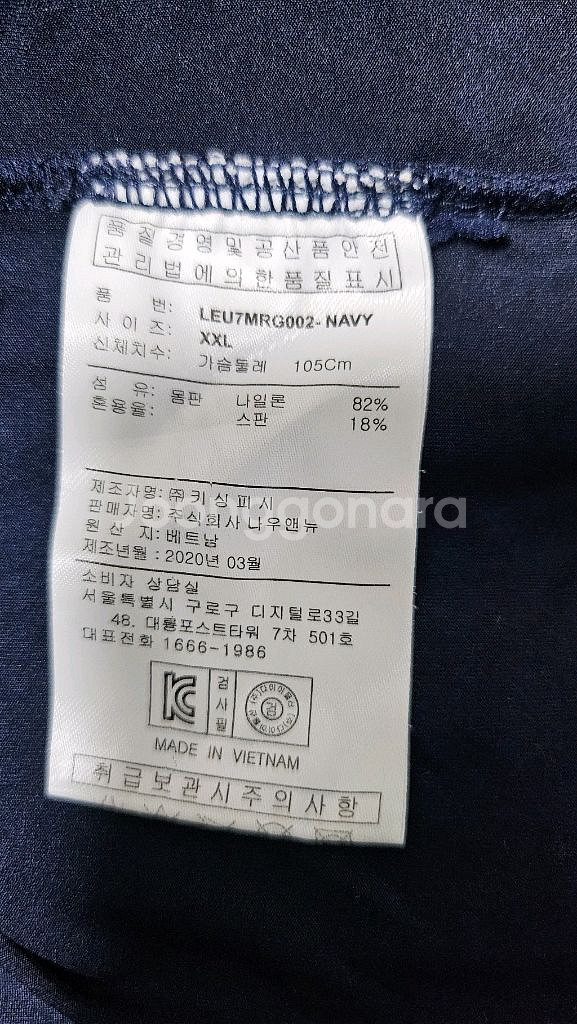 품질경영및공산품안전
관리법에의한품질표시
품 번: LEU7MRG002- NAVY
사 이 즈: XXL
신체치수: 가슴둘레 105Cm
섬 유: 몸판 나일론 82%
혼용율: 스판 18%
제조자명: ㈜키싱피시
판매자명: 주식회사 나우앤뉴
원 산 지: 베트남
제조년월 : 2020년 03월
소비자 상담실
서울특별시 구로구 디지털로33길
48. 대륭포스트타워 7차 501호
대표전화 1666-1986
검사필
검
MADE IN VIETNAM
취급보관시주의사항